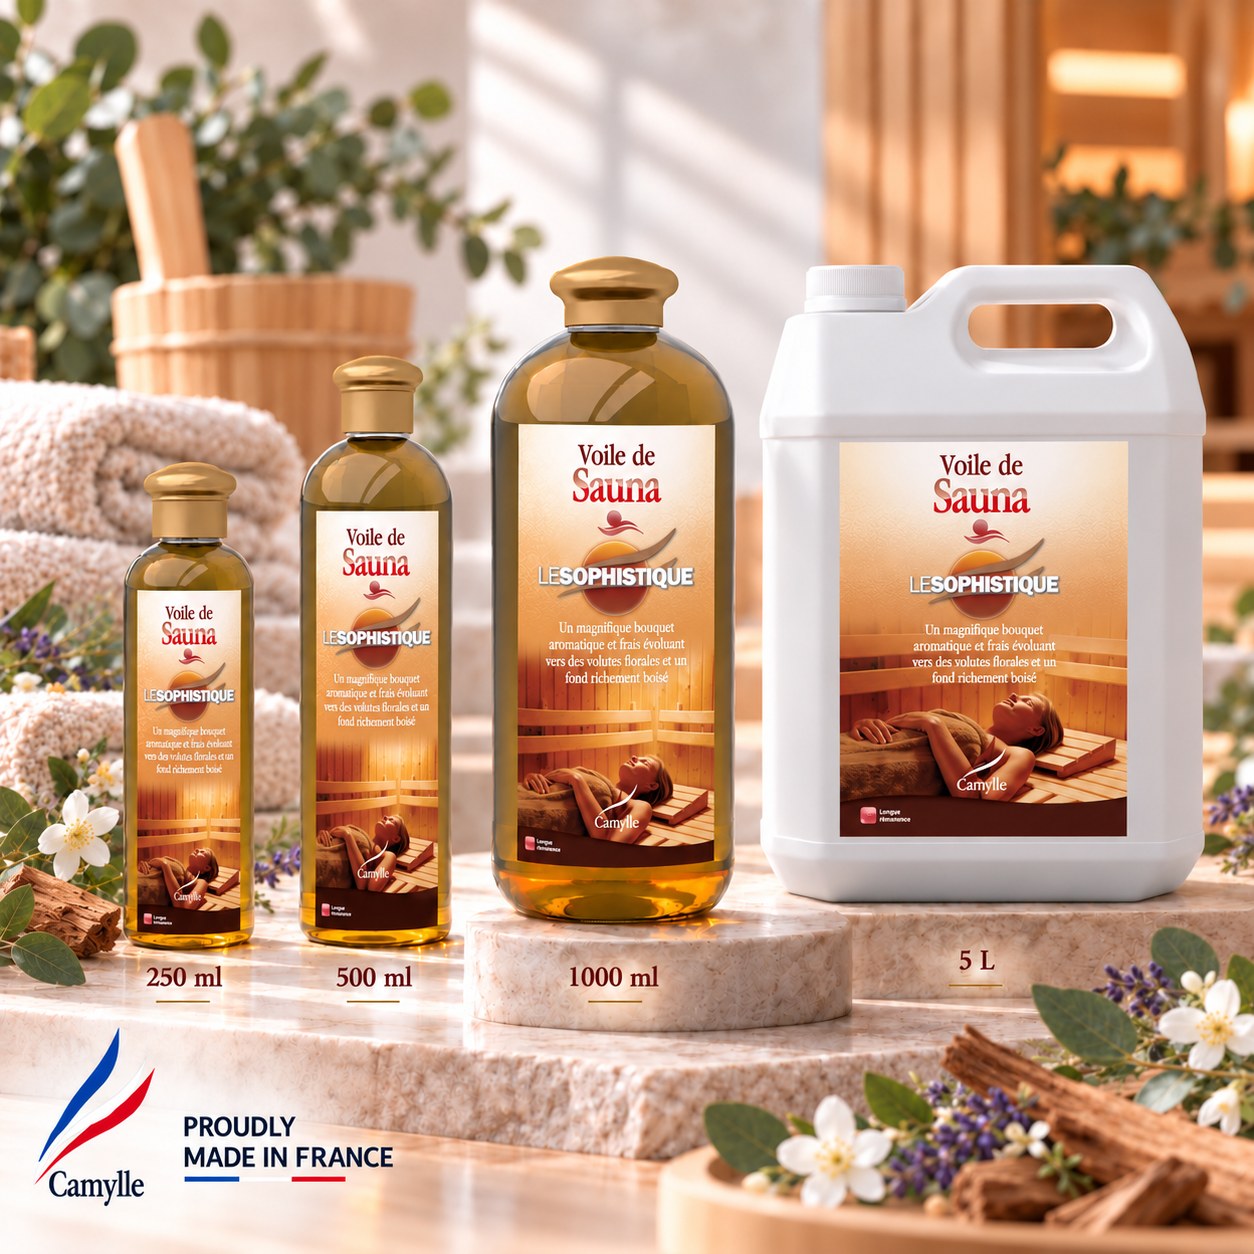 Voile de
Sauna
LESOPHISTIQUE
Un magnifique bouquet
aromatique et frais évoluant
vers des volutes florales et un
fond richement boisé
Camylle
Longue
rémanence
250 ml
Voile de
Sauna
LESOPHISTIQUE
Un magnifique bouquet
aromatique et frais évoluant
vers des volutes florales et un
fond richement boisé
Camylle
Longue
rémanence
500 ml
Voile de
Sauna
LESOPHISTIQUE
Un magnifique bouquet
aromatique et frais évoluant
vers des volutes florales et un
fond richement boisé
Camylle
Longue
rémanence
1000 ml
Voile de
Sauna
LESOPHISTIQUE
Un magnifique bouquet
aromatique et frais évoluant
vers des volutes florales et un
fond richement boisé
Camylle
Longue
rémanence
5 L
Camylle
PROUDLY
MADE IN FRANCE